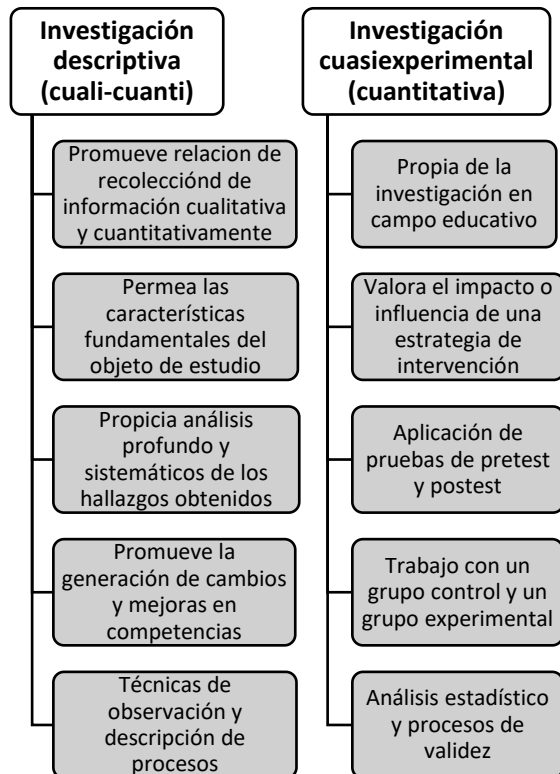 Investigación
descriptiva
(cuali-cuanti)
Promueve relacion de
recolecciónd de
información cualitativa
y cuantitativamente
Permea las
características
fundamentales del
objeto de estudio
Propicia análisis
profundo y
sistemáticos de los
hallazgos obtenidos
Promueve la
generación de cambios
y mejoras en
competencias
Técnicas de
observación y
descripción de
procesos
Investigación
cuasiexperimental
(cuantitativa)
Propia de la
investigación en
campo educativo
Valora el impacto o
influencia de una
estrategia de
intervención
Aplicación de
pruebas de pretest
y postest
Trabajo con un
grupo control y un
grupo experimental
Análisis estadístico
y procesos de
validez